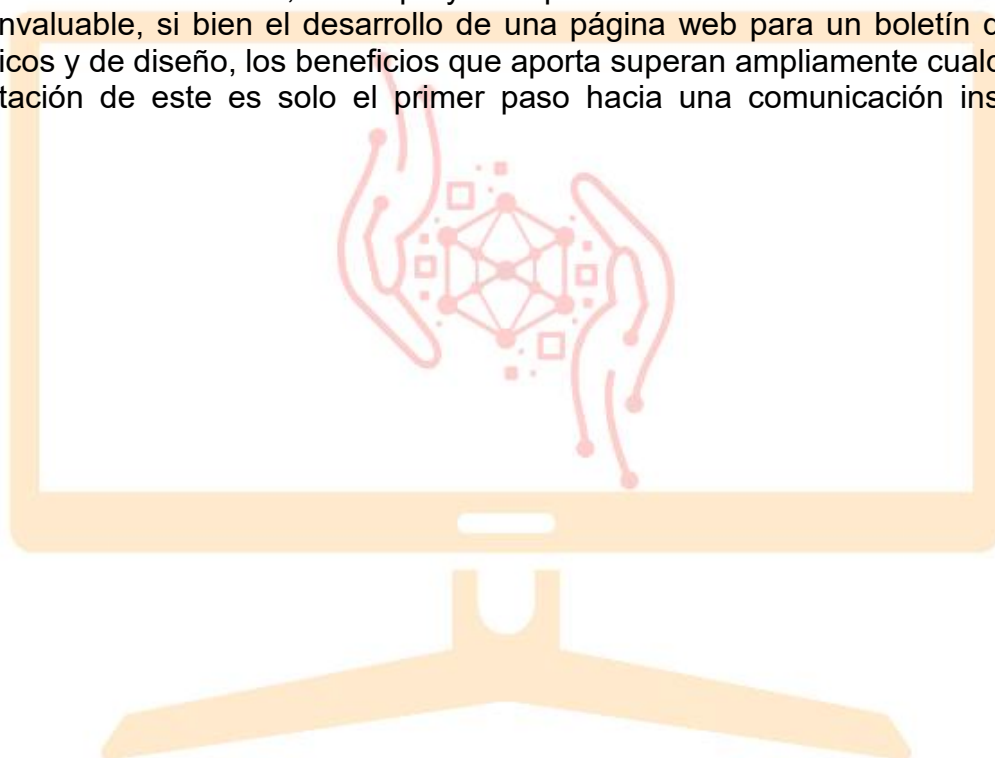 nvaluable, si bien el desarrollo de una página web para un boletín
icos y de diseño, los beneficios que aporta superan ampliamente
tación de este es solo el primer paso hacia una comunicación